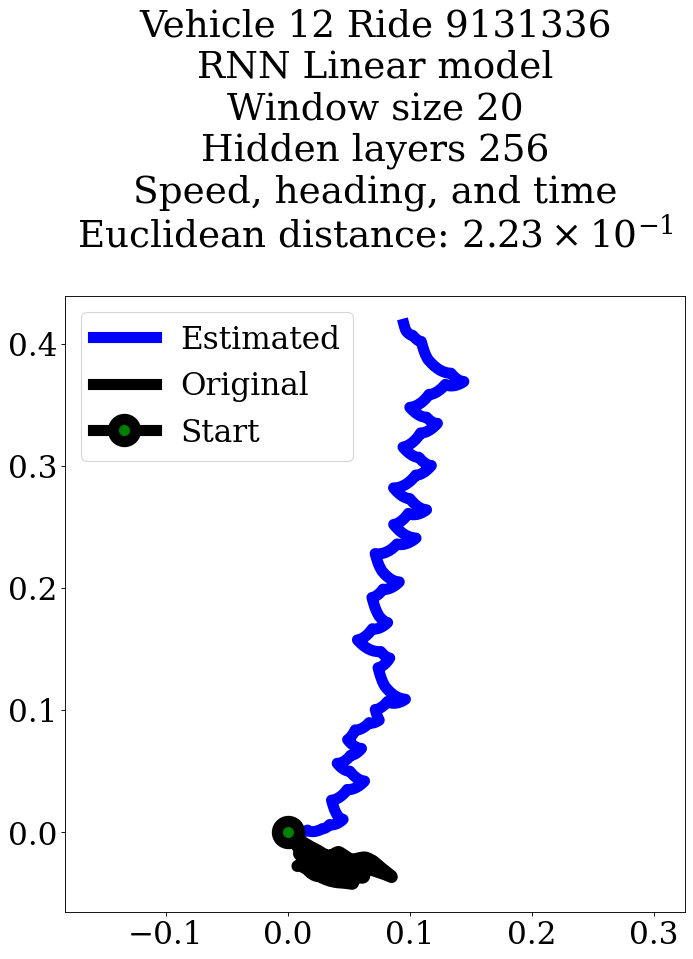 Vehicle 12 Ride 9131336
RNN Linear model
Window size 20
Hidden layers 256
Speed, heading, and time
Euclidean distance: 2.23 × 10⁻¹
Estimated
Original
Start
0.4
0.3
0.2
0.1
0.0
−0.1 0.0 0.1 0.2 0.3